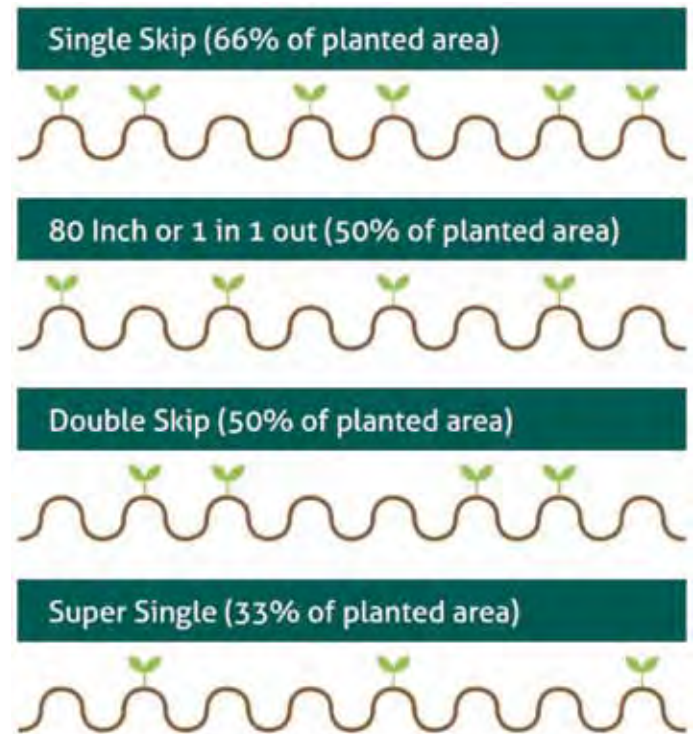 Single Skip (66% of planted area)
80 Inch or 1 in 1 out (50% of planted area)
Double Skip (50% of planted area)
Super Single (33% of planted area)